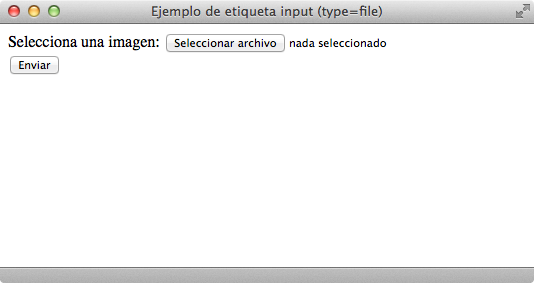 Ejemplo de etiqueta input (type=file)
Selecciona una imagen: Seleccionar archivo nada seleccionado
Enviar